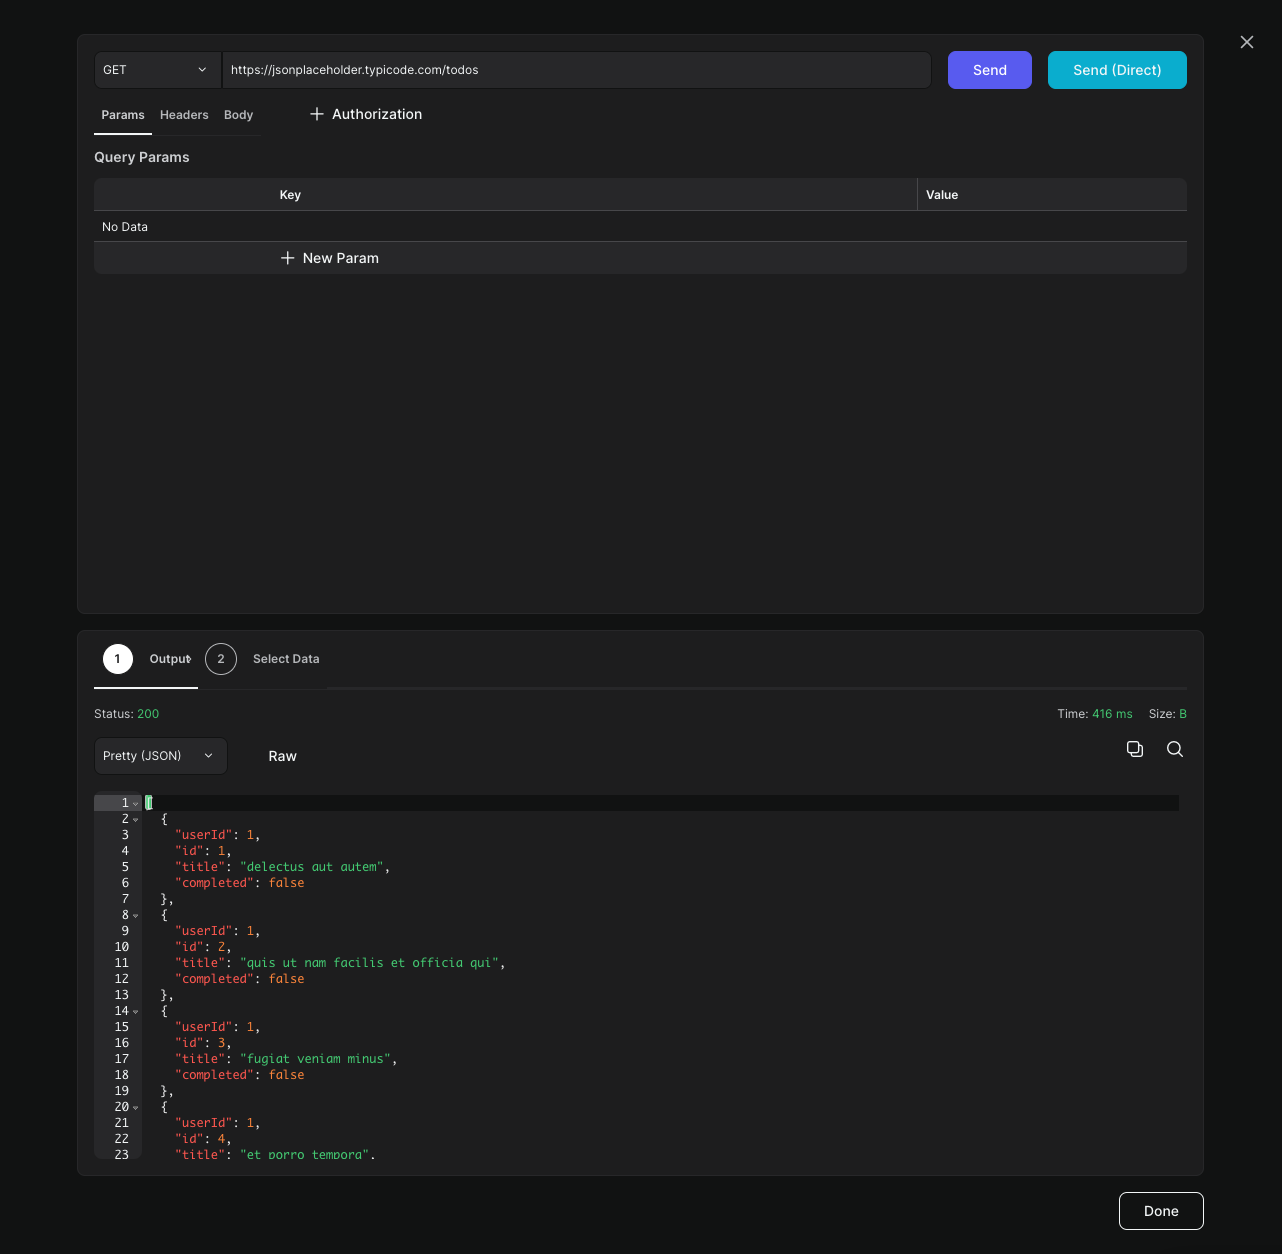 GET https://jsonplaceholder.typicode.com/todos Send Send (Direct)
Params Headers Body Authorization
Query Params
Key Value
No Data
New Param
1 Output 2 Select Data
Status: 200 Time: 416 ms Size: B
Pretty (JSON) Raw
1 [
2 {
3 "userId": 1,
4 "id": 1,
5 "title": "delectus aut autem",
6 "completed": false
7 },
8 {
9 "userId": 1,
10 "id": 2,
11 "title": "quis ut nam facilis et officia qui",
12 "completed": false
13 },
14 {
15 "userId": 1,
16 "id": 3,
17 "title": "fugiat veniam minus",
18 "completed": false
19 },
20 {
21 "userId": 1,
22 "id": 4,
23 "title": "et porro tempora",
Done